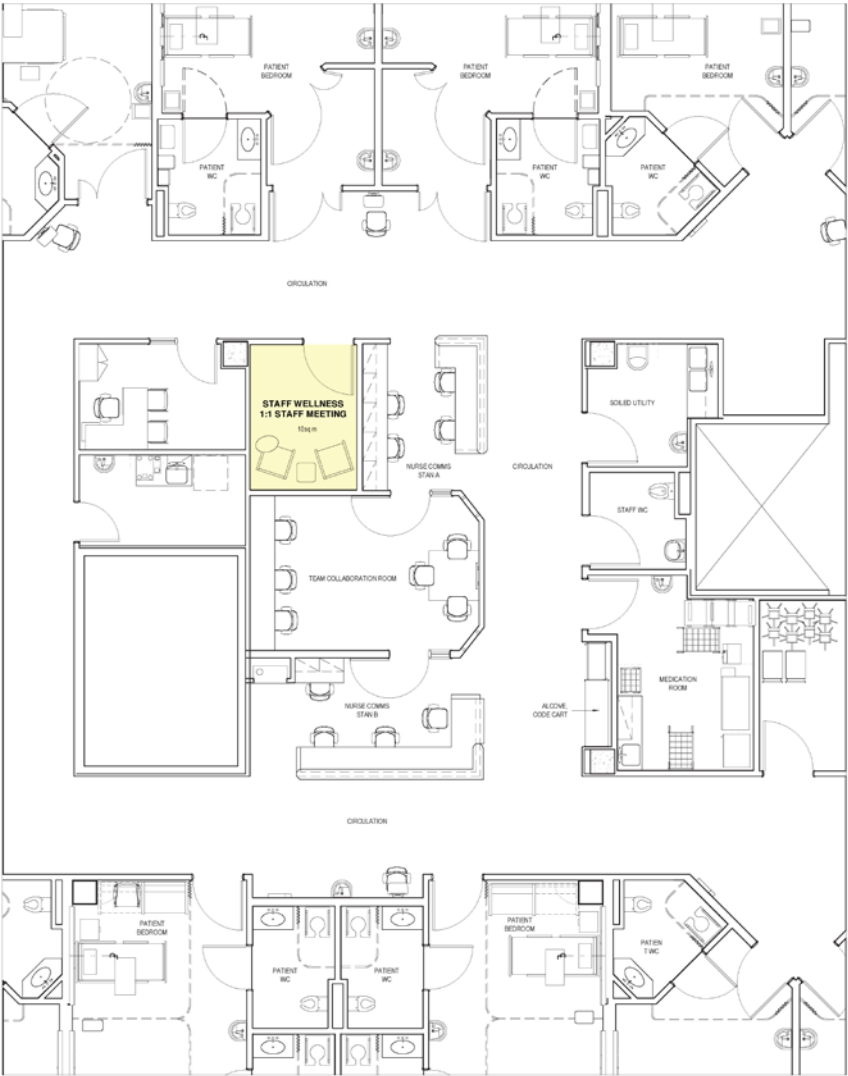 PATIENT
BEDROOM
PATIENT
BEDROOM
PATIENT
BEDROOM
PATIENT
WC
PATIENT
WC
PATIENT
WC
CIRCULATION
STAFF WELLNESS
1:1 STAFF MEETING
10sq m
SOILED UTILITY
NURSE COMMS
STAN A
CIRCULATION
STAFF WC
TEAM COLLABORATION ROOM
MEDICATION
ROOM
NURSE COMMS
STAN B
ALCOVE,
CODE CART
CIRCULATION
PATIENT
BEDROOM
PATIENT
BEDROOM
PATIEN
T WC
PATIENT
WC
PATIENT
WC